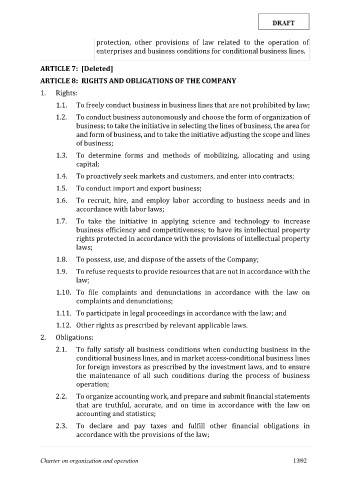 DRAFT
protection, other provisions of law related to the operation of
enterprises and business conditions for conditional business lines.
ARTICLE 7: [Deleted]
ARTICLE 8: RIGHTS AND OBLIGATIONS OF THE COMPANY
1. Rights:
1.1. To freely conduct business in business lines that are not prohibited by law;
1.2. To conduct business autonomously and choose the form of organization of
business; to take the initiative in selecting the lines of business, the area for
and form of business, and to take the initiative adjusting the scope and lines
of business;
1.3. To determine forms and methods of mobilizing, allocating and using
capital;
1.4. To proactively seek markets and customers, and enter into contracts;
1.5. To conduct import and export business;
1.6. To recruit, hire, and employ labor according to business needs and in
accordance with labor laws;
1.7. To take the initiative in applying science and technology to increase
business efficiency and competitiveness; to have its intellectual property
rights protected in accordance with the provisions of intellectual property
laws;
1.8. To possess, use, and dispose of the assets of the Company;
1.9. To refuse requests to provide resources that are not in accordance with the
law;
1.10. To file complaints and denunciations in accordance with the law on
complaints and denunciations;
1.11. To participate in legal proceedings in accordance with the law; and
1.12. Other rights as prescribed by relevant applicable laws.
2. Obligations:
2.1. To fully satisfy all business conditions when conducting business in the
conditional business lines, and in market access-conditional business lines
for foreign investors as prescribed by the investment laws, and to ensure
the maintenance of all such conditions during the process of business
operation;
2.2. To organize accounting work, and prepare and submit financial statements
that are truthful, accurate, and on time in accordance with the law on
accounting and statistics;
2.3. To declare and pay taxes and fulfill other financial obligations in
accordance with the provisions of the law;
Charter on organization and operation 13/92